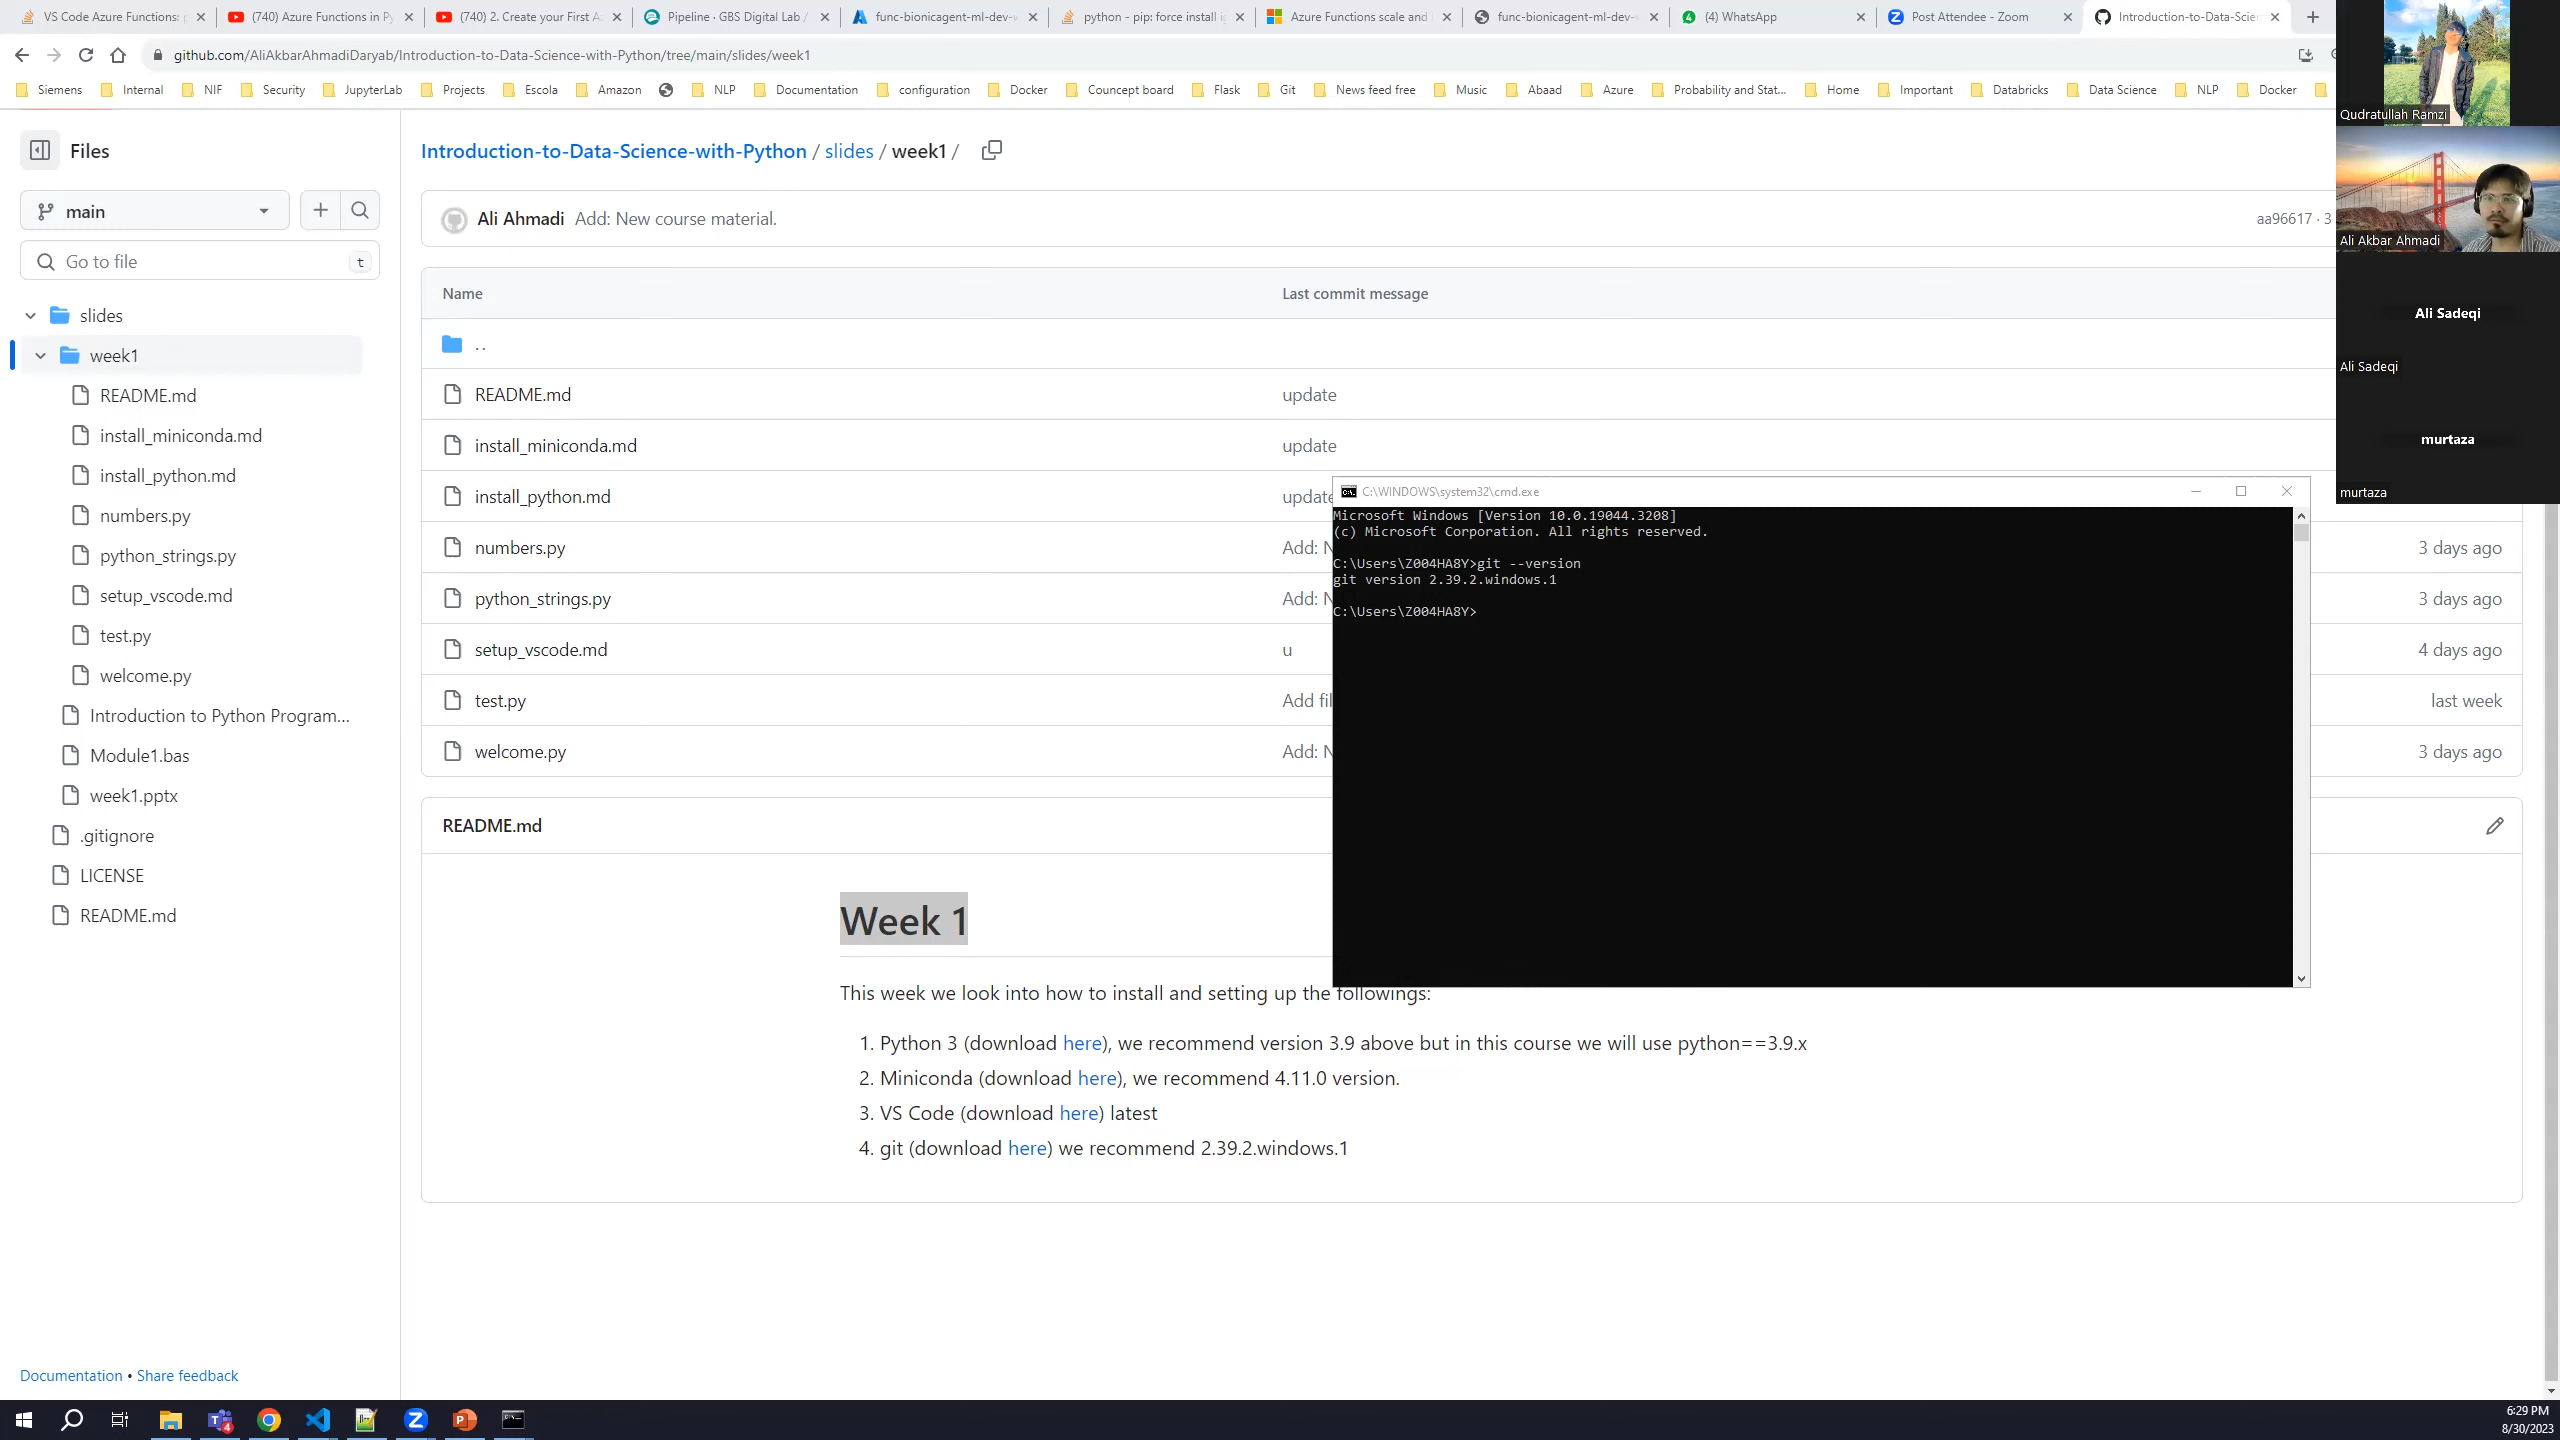 VS Code Azure Functions: p
(740) Azure Functions in Py
(740) 2. Create your First A
Pipeline · GBS Digital Lab /
func-bionicagent-ml-dev-
python - pip: force install ig
Azure Functions scale and
func-bionicagent-ml-dev-
(4) WhatsApp
Post Attendee - Zoom
Introduction-to-Data-Scien
github.com/AliAkbarAhmadiDaryab/Introduction-to-Data-Science-with-Python/tree/main/slides/week1
Siemens Internal NIF Security JupyterLab Projects Escola Amazon NLP Documentation configuration Docker Councept board Flask Git News feed free Music Abaad Azure Probability and Stat... Home Important Databricks Data Science NLP Docker
Qudratullah Ramzi
Ali Akbar Ahmadi
Ali Sadeqi
Ali Sadeqi
murtaza
murtaza
Files
main
Go to file
t
slides
week1
README.md
install_miniconda.md
install_python.md
numbers.py
python_strings.py
setup_vscode.md
test.py
welcome.py
Introduction to Python Program...
Module1.bas
week1.pptx
.gitignore
LICENSE
README.md
Documentation • Share feedback
Introduction-to-Data-Science-with-Python / slides / week1 /
Ali Ahmadi Add: New course material.
aa96617 · 3
Name Last commit message
..
README.md update
install_miniconda.md update
install_python.md update
numbers.py Add: N 3 days ago
python_strings.py Add: N 3 days ago
setup_vscode.md u 4 days ago
test.py Add fil last week
welcome.py Add: N 3 days ago
C:\WINDOWS\system32\cmd.exe
Microsoft Windows [Version 10.0.19044.3208]
(c) Microsoft Corporation. All rights reserved.
C:\Users\Z004HA8Y>git --version
git version 2.39.2.windows.1
C:\Users\Z004HA8Y>
README.md
Week 1
This week we look into how to install and setting up the followings:
1. Python 3 (download here), we recommend version 3.9 above but in this course we will use python==3.9.x
2. Miniconda (download here), we recommend 4.11.0 version.
3. VS Code (download here) latest
4. git (download here) we recommend 2.39.2.windows.1
6:29 PM
8/30/2023